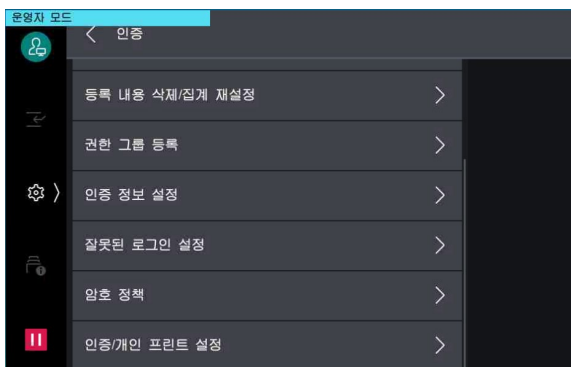 운영자 모드
인증
등록 내용 삭제/집계 재설정
권한 그룹 등록
인증 정보 설정
잘못된 로그인 설정
암호 정책
인증/개인 프린트 설정